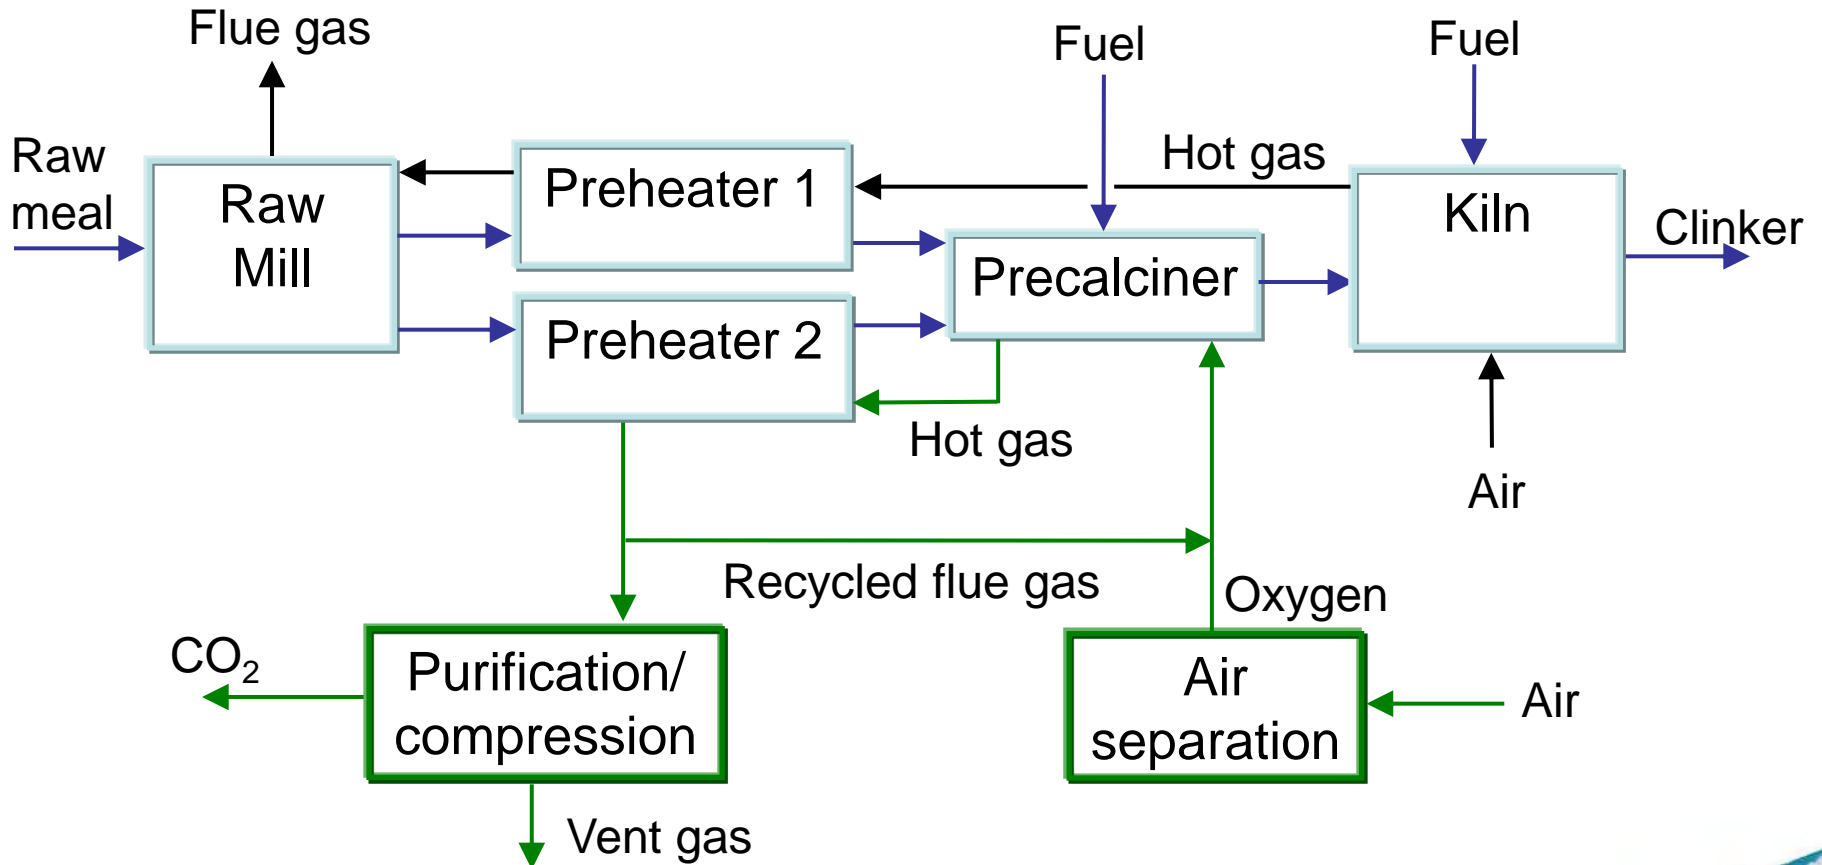 Flue gas
Fuel
Fuel
Raw
meal
Raw
Mill
Preheater 1
Hot gas
Kiln
Clinker
Precalciner
Preheater 2
Hot gas
Air
Recycled flue gas
Oxygen
CO₂
Purification/
compression
Air
separation
Air
Vent gas